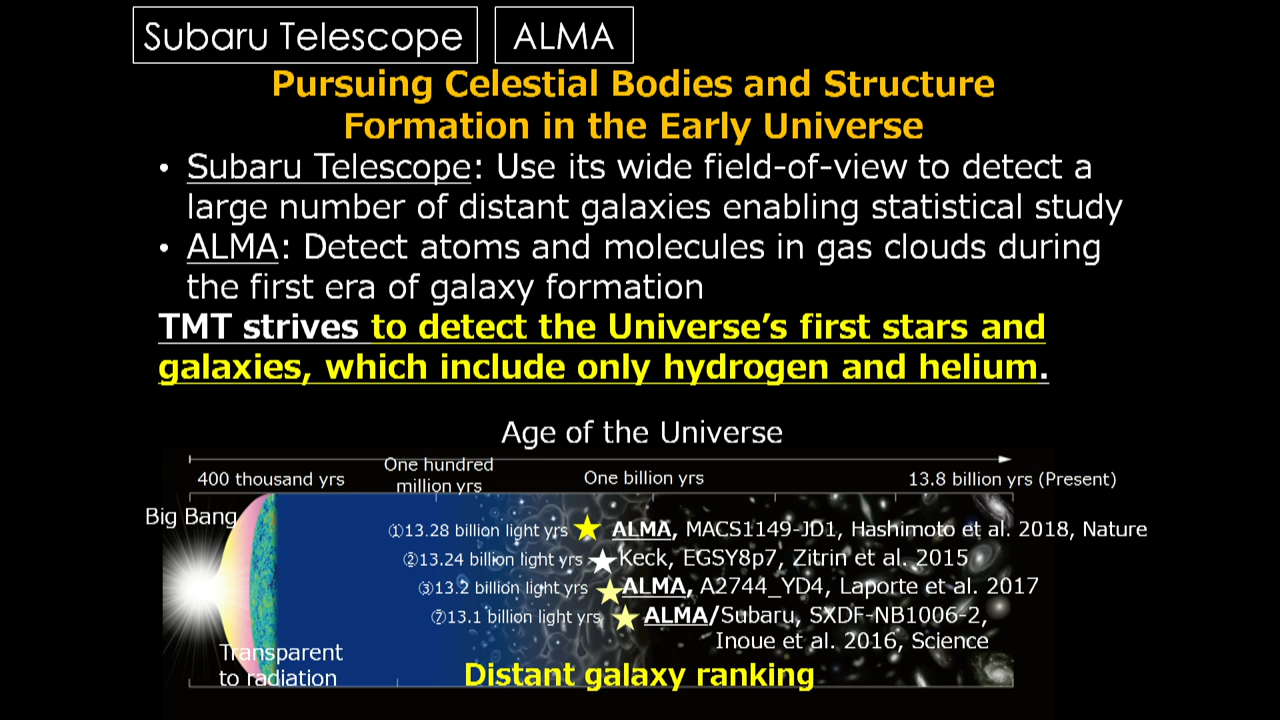 Subaru Telescope
ALMA
Pursuing Celestial Bodies and Structure
Formation in the Early Universe
• Subaru Telescope: Use its wide field-of-view to detect a
large number of distant galaxies enabling statistical study
• ALMA: Detect atoms and molecules in gas clouds during
the first era of galaxy formation
TMT strives to detect the Universe’s first stars and
galaxies, which include only hydrogen and helium.
Age of the Universe
400 thousand yrs
One hundred
million yrs
One billion yrs
13.8 billion yrs (Present)
Big Bang
①13.28 billion light yrs ALMA, MACS1149-JD1, Hashimoto et al. 2018, Nature
②13.24 billion light yrs Keck, EGSY8p7, Zitrin et al. 2015
③13.2 billion light yrs ALMA, A2744_YD4, Laporte et al. 2017
⑦13.1 billion light yrs ALMA/Subaru, SXDF-NB1006-2,
Inoue et al. 2016, Science
Transparent
to radiation
Distant galaxy ranking